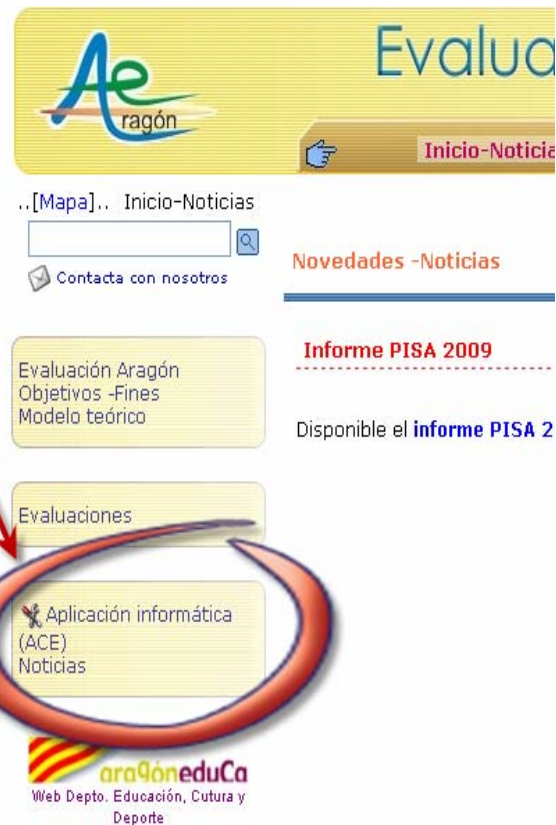 Ae
ragón
Evalua
Inicio-Noticia
..[Mapa].. Inicio-Noticias
Contacta con nosotros
Novedades -Noticias
Evaluación Aragón
Objetivos -Fines
Modelo teórico
Informe PISA 2009
Disponible el informe PISA 2
Evaluaciones
Aplicación informática
(ACE)
Noticias
aragóneduCa
Web Depto. Educación, Cutura y
Deporte